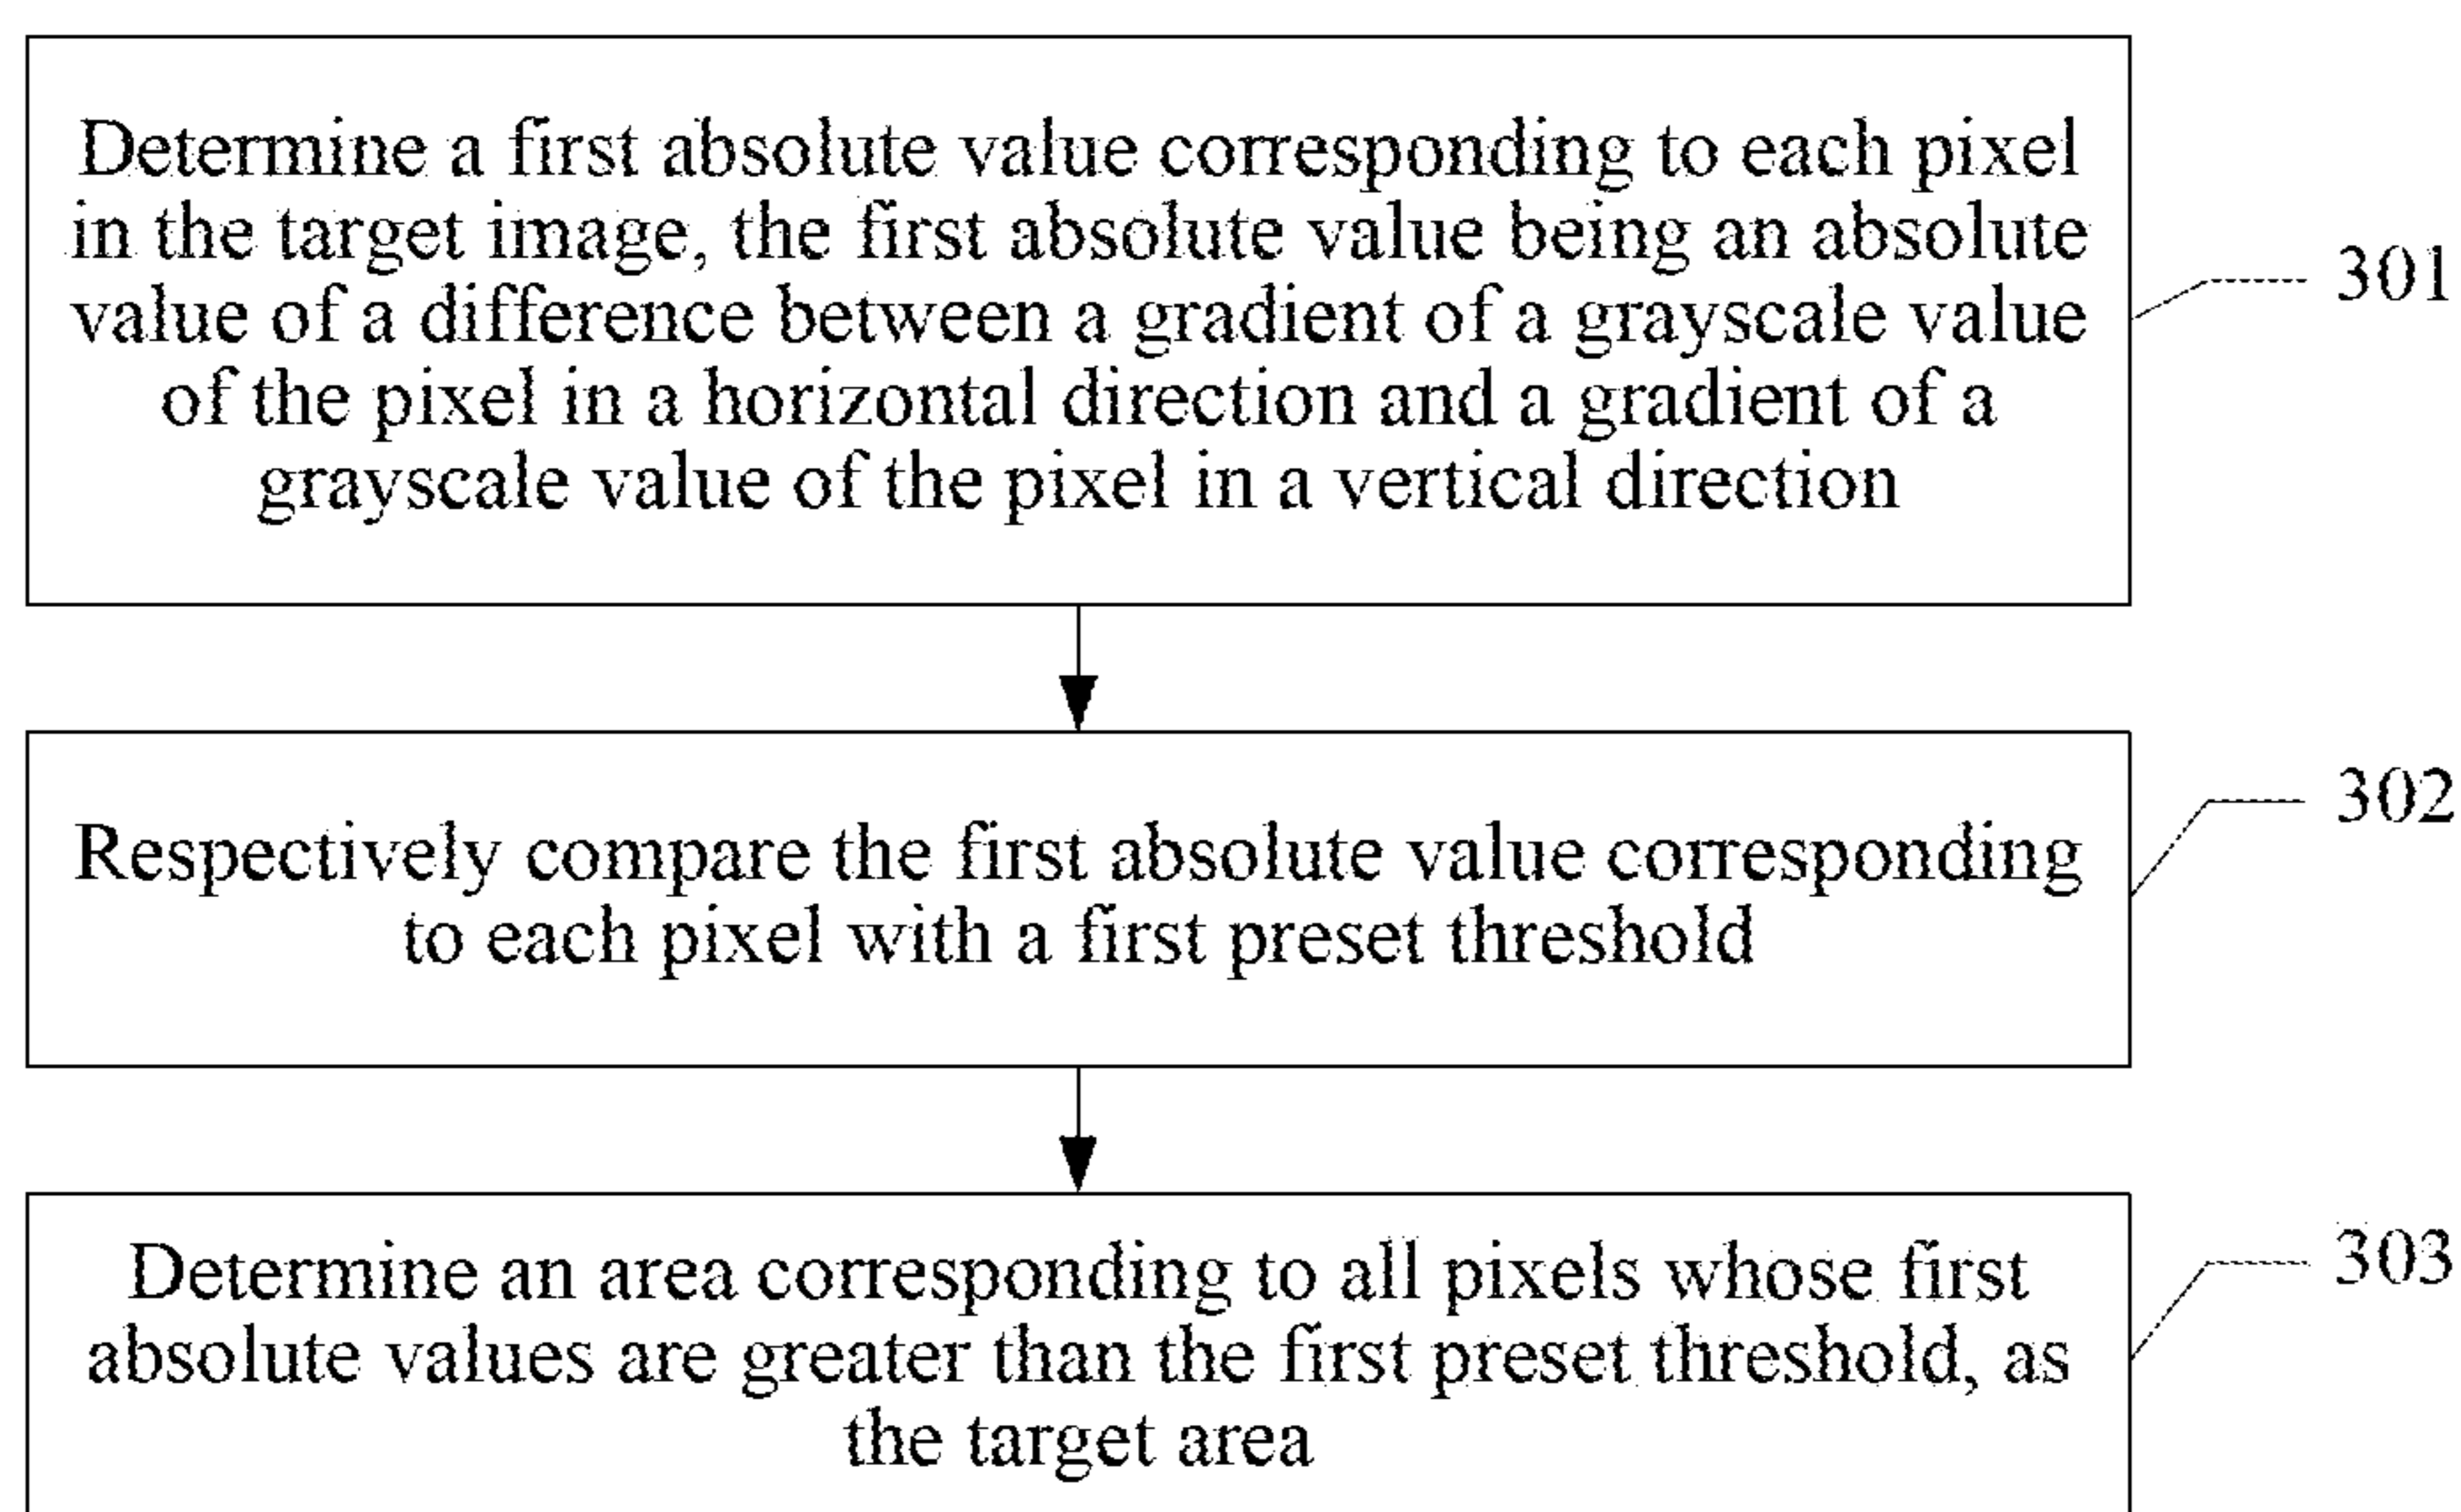 Determine a first absolute value corresponding to each pixel
in the target image, the first absolute value being an absolute
value of a difference between a gradient of a grayscale value
of the pixel in a horizontal direction and a gradient of a
grayscale value of the pixel in a vertical direction
301
Respectively compare the first absolute value corresponding
to each pixel with a first preset threshold
302
Determine an area corresponding to all pixels whose first
absolute values are greater than the first preset threshold, as
the target area
303